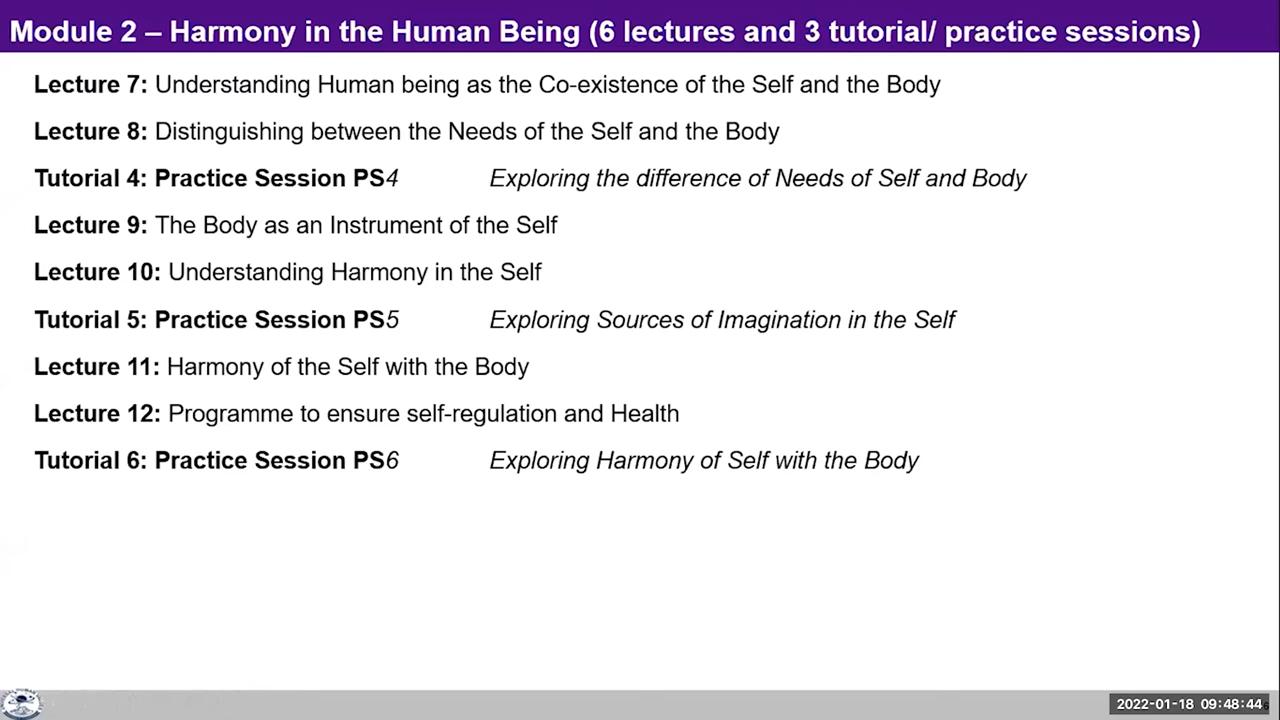 Module 2 – Harmony in the Human Being (6 lectures and 3 tutorial/ practice sessions)
Lecture 7: Understanding Human being as the Co-existence of the Self and the Body
Lecture 8: Distinguishing between the Needs of the Self and the Body
Tutorial 4: Practice Session PS4 Exploring the difference of Needs of Self and Body
Lecture 9: The Body as an Instrument of the Self
Lecture 10: Understanding Harmony in the Self
Tutorial 5: Practice Session PS5 Exploring Sources of Imagination in the Self
Lecture 11: Harmony of the Self with the Body
Lecture 12: Programme to ensure self-regulation and Health
Tutorial 6: Practice Session PS6 Exploring Harmony of Self with the Body
2022-01-18 09:48:44